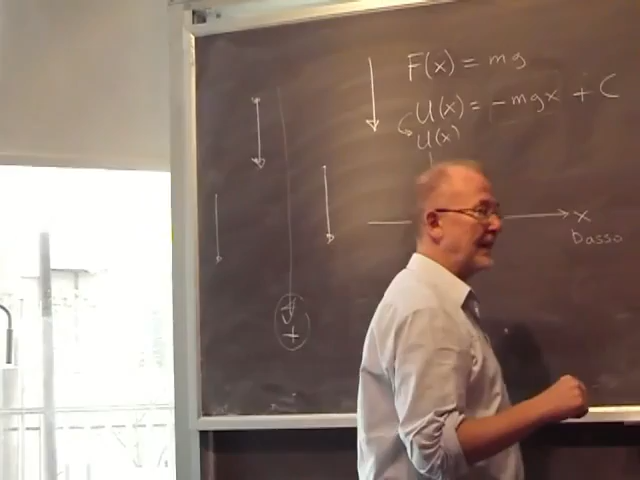 F(x) = mg
U(x) = -mgx + C
U(x)
x
basso
+